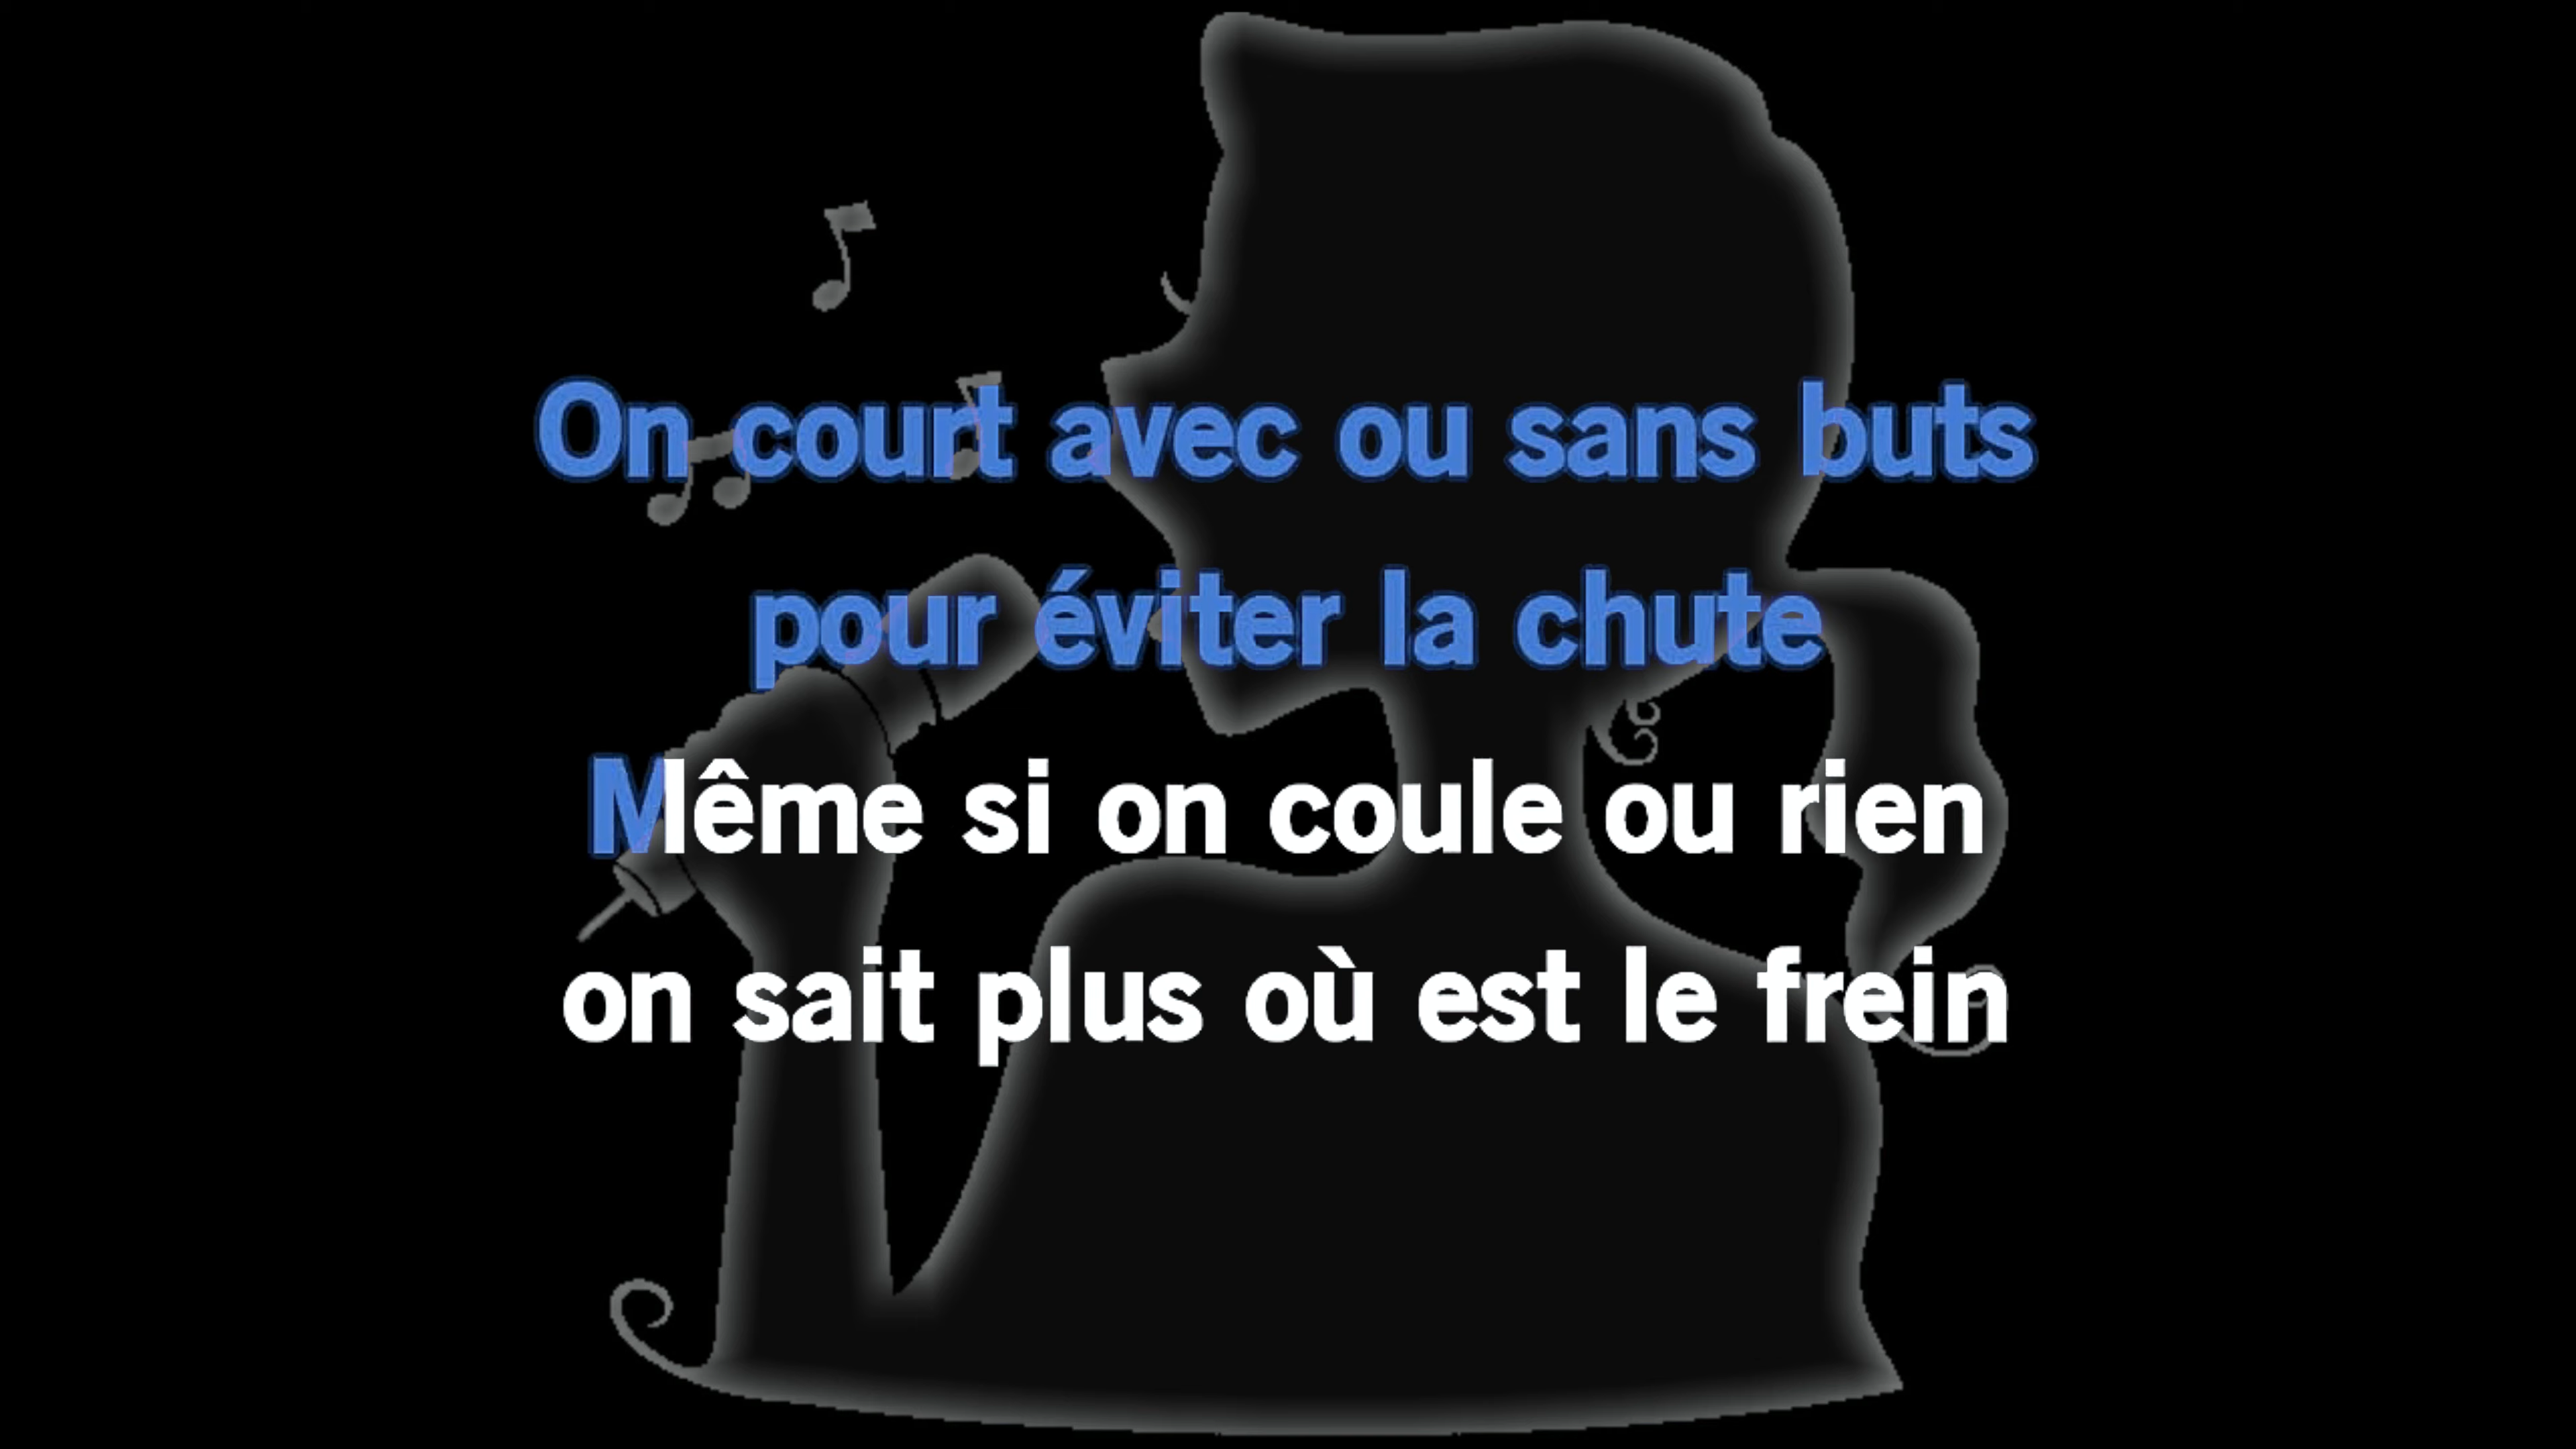 On court avec ou sans buts
pour éviter la chute
Même si on coule ou rien
on sait plus où est le frein